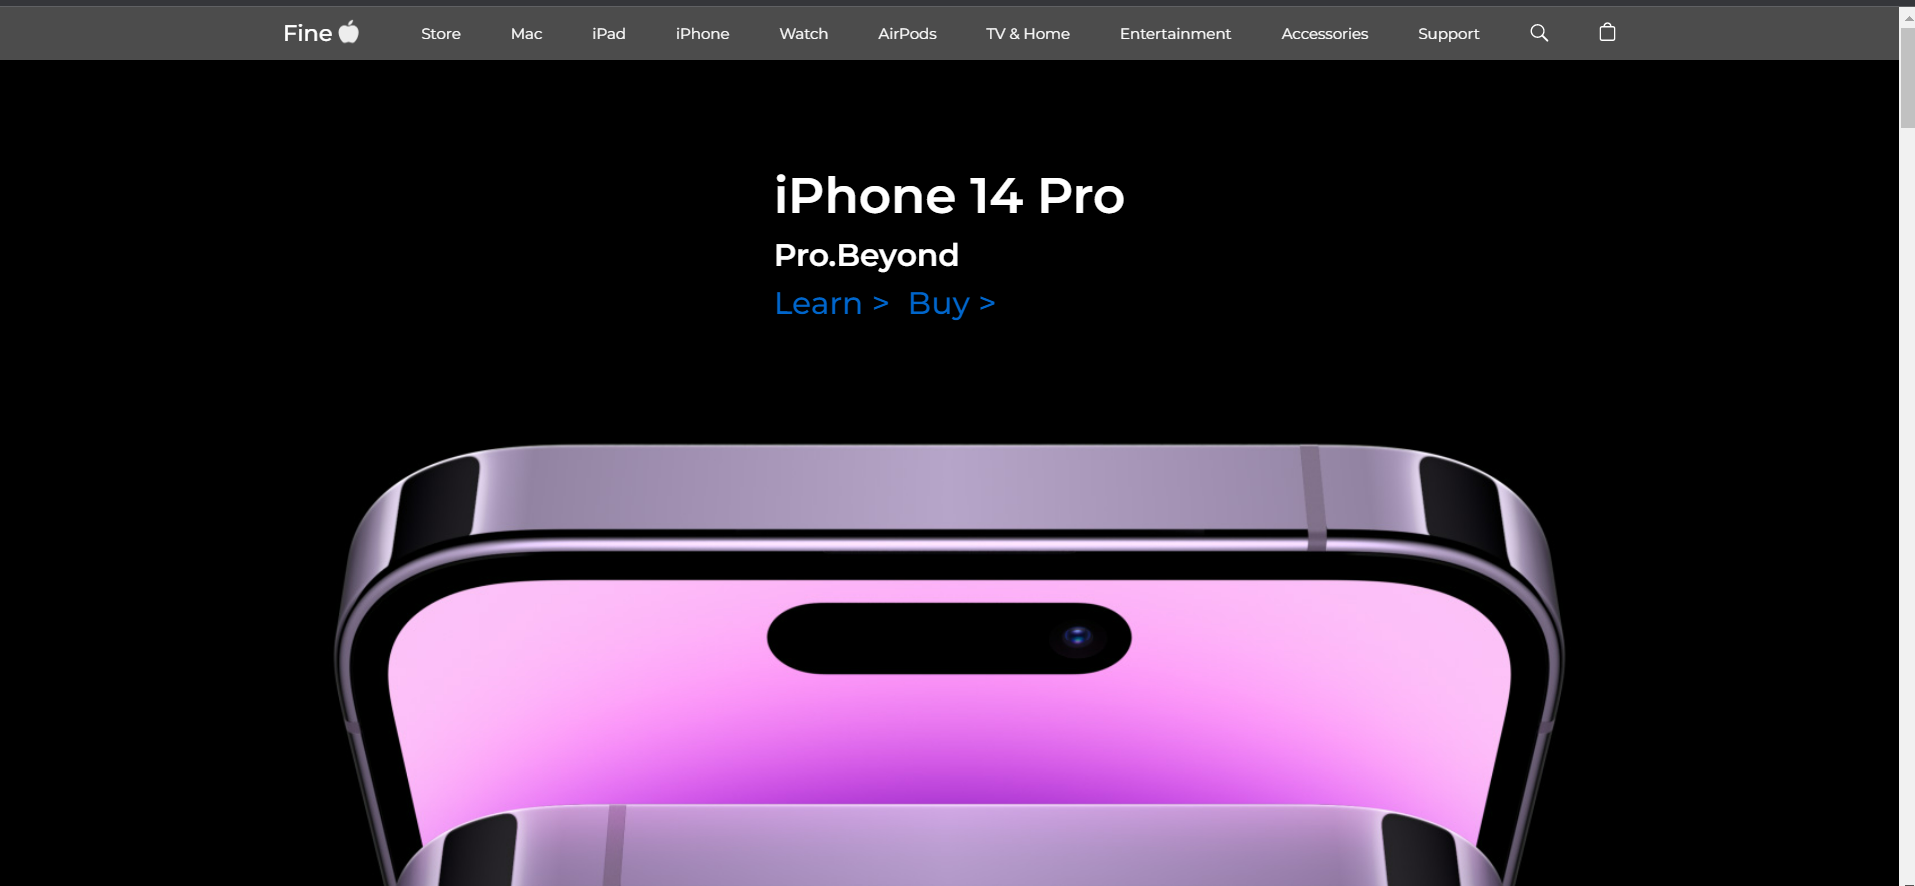 Fine Store Mac iPad iPhone Watch AirPods TV & Home Entertainment Accessories Support
iPhone 14 Pro
Pro.Beyond
Learn > Buy >